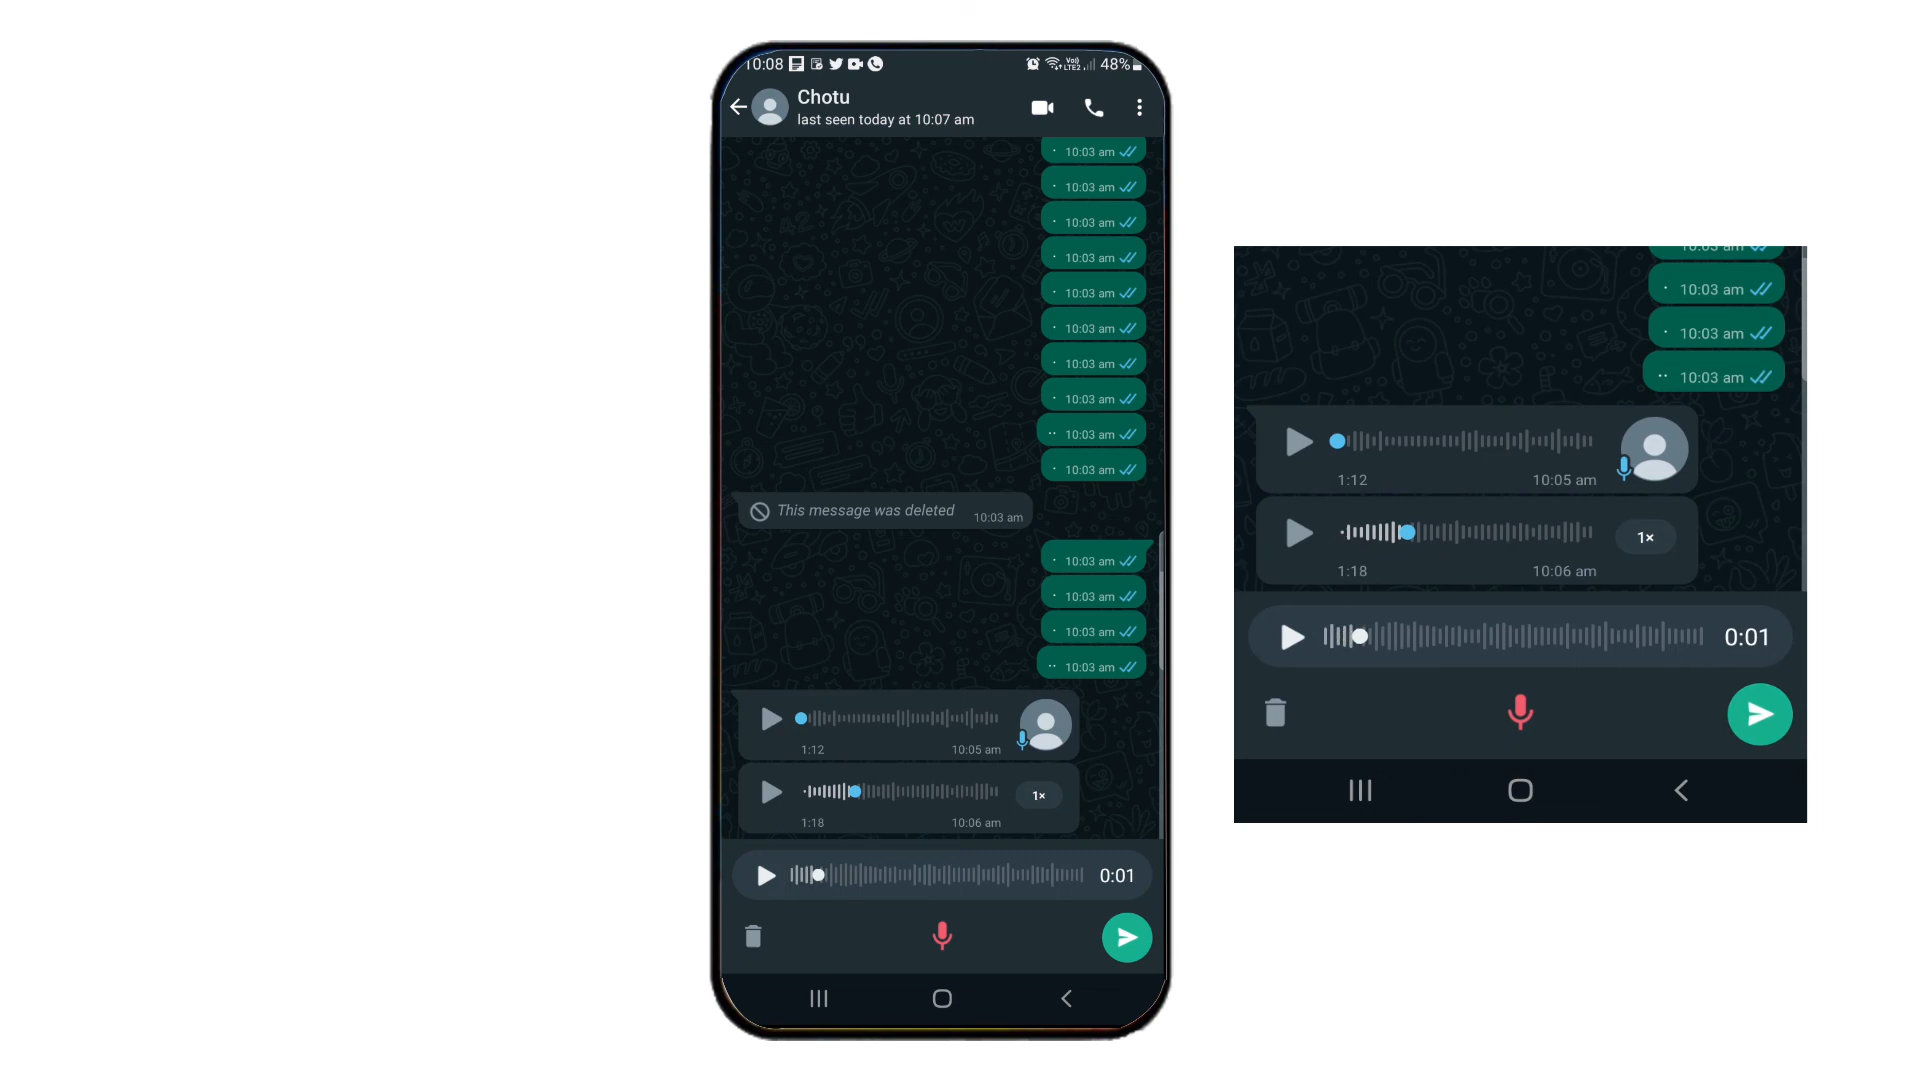 10:08
Vo)) LTE2
48%
Chotu
last seen today at 10:07 am
. 10:03 am
. 10:03 am
. 10:03 am
. 10:03 am
. 10:03 am
. 10:03 am
. 10:03 am
. 10:03 am
.. 10:03 am
. 10:03 am
This message was deleted 10:03 am
. 10:03 am
. 10:03 am
. 10:03 am
.. 10:03 am
1:12 10:05 am
1×
1:18 10:06 am
0:01
10:03 am
. 10:03 am
. 10:03 am
.. 10:03 am
1:12 10:05 am
1×
1:18 10:06 am
0:01